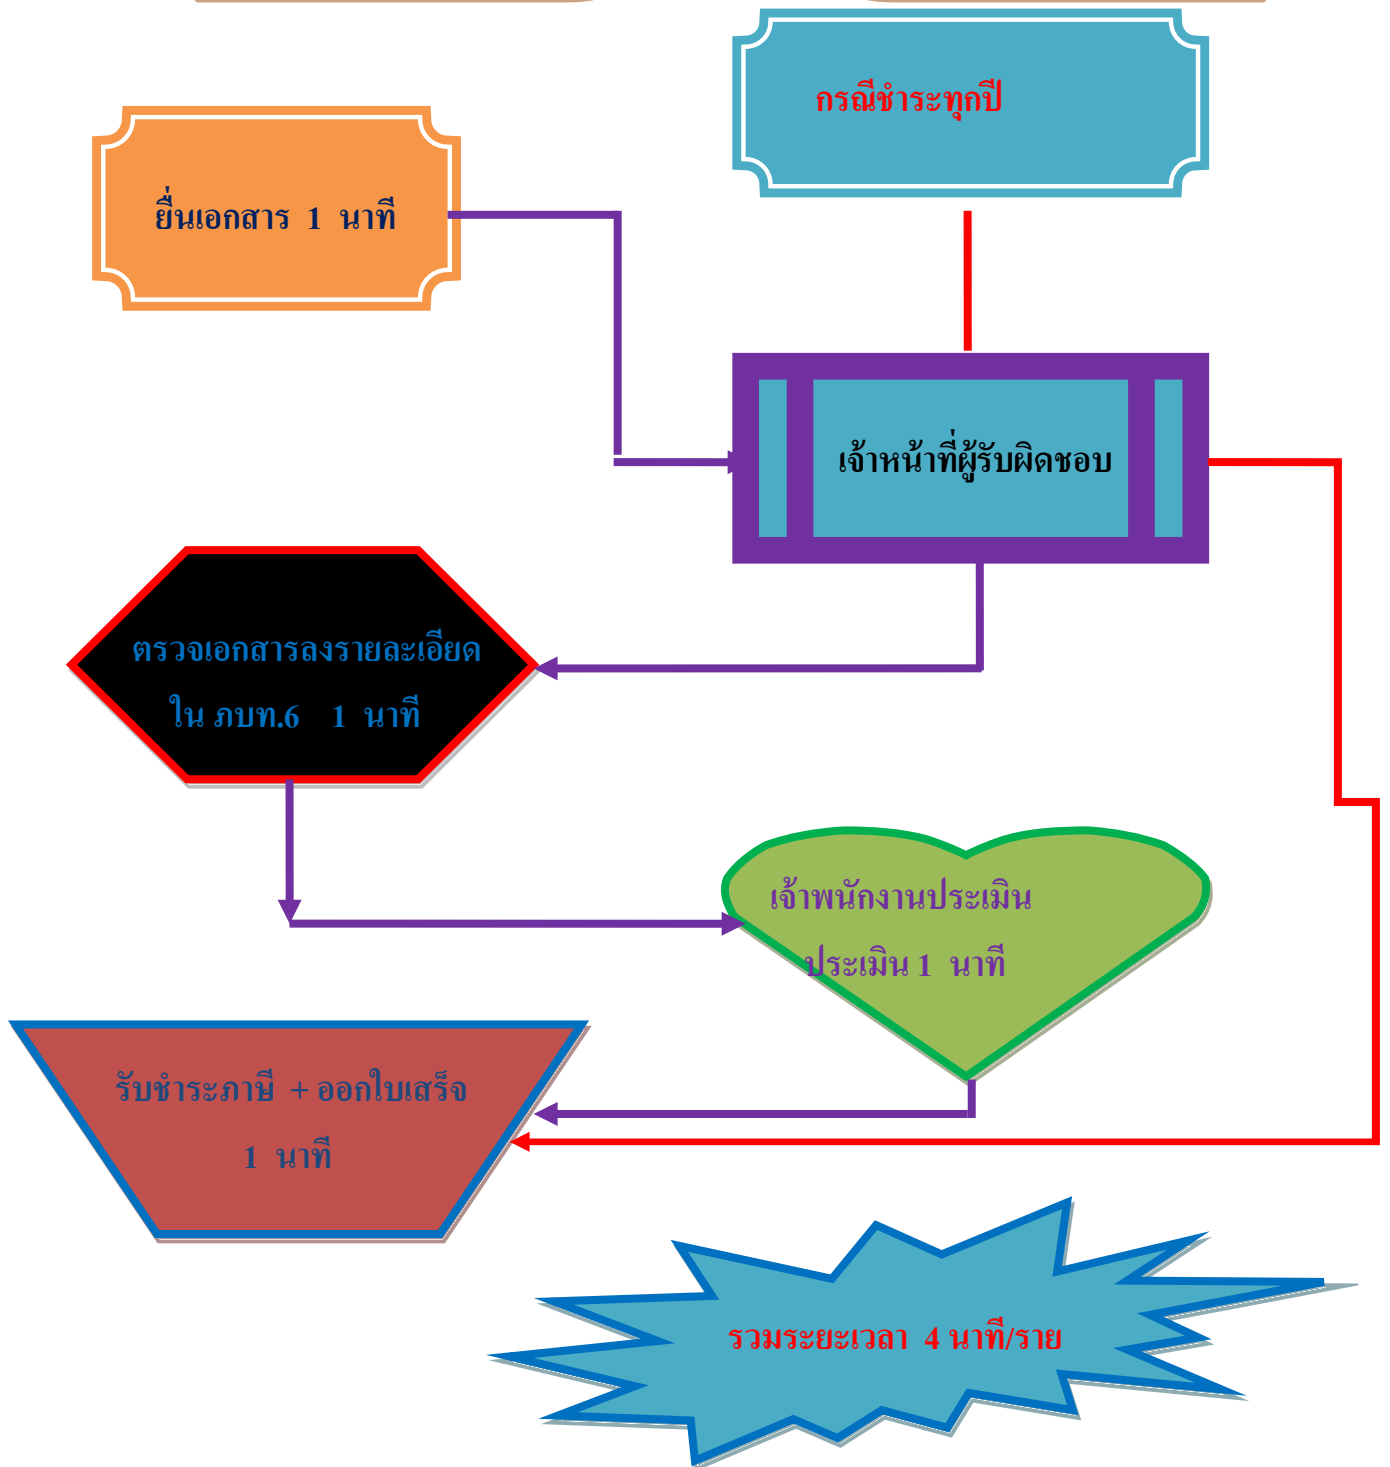 กรณีชำระทุกปี
ยื่นเอกสาร 1 นาที
เจ้าหน้าที่ผู้รับผิดชอบ
ตรวจเอกสารลงรายละเอียด
ใน ภบท.6 1 นาที
เจ้าพนักงานประเมิน
ประเมิน 1 นาที
รับชำระภาษี + ออกใบเสร็จ
1 นาที
รวมระยะเวลา 4 นาที/ราย